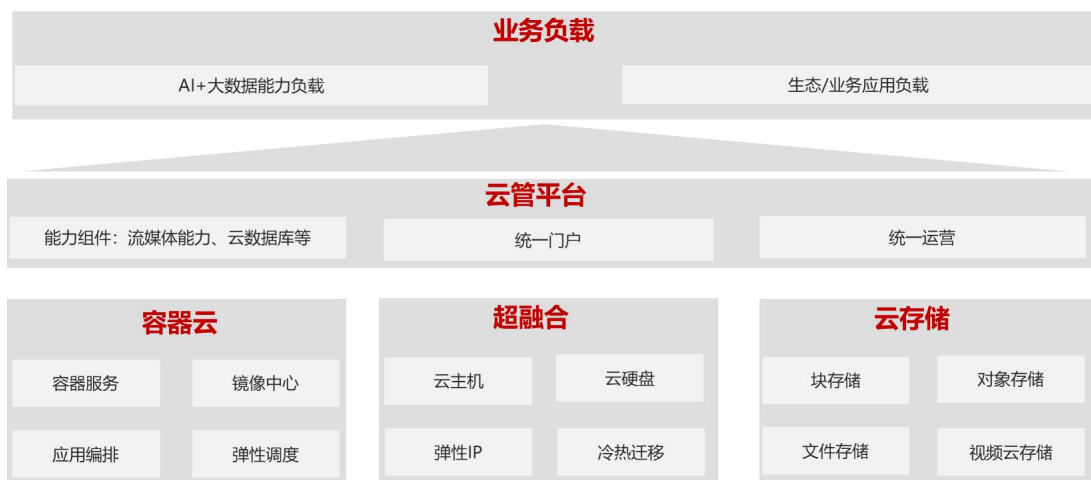 业务负载
AI+大数据能力负载
生态/业务应用负载
云管平台
能力组件：流媒体能力、云数据库等
统一门户
统一运营
容器云
容器服务
镜像中心
应用编排
弹性调度
超融合
云主机
云硬盘
弹性IP
冷热迁移
云存储
块存储
对象存储
文件存储
视频云存储